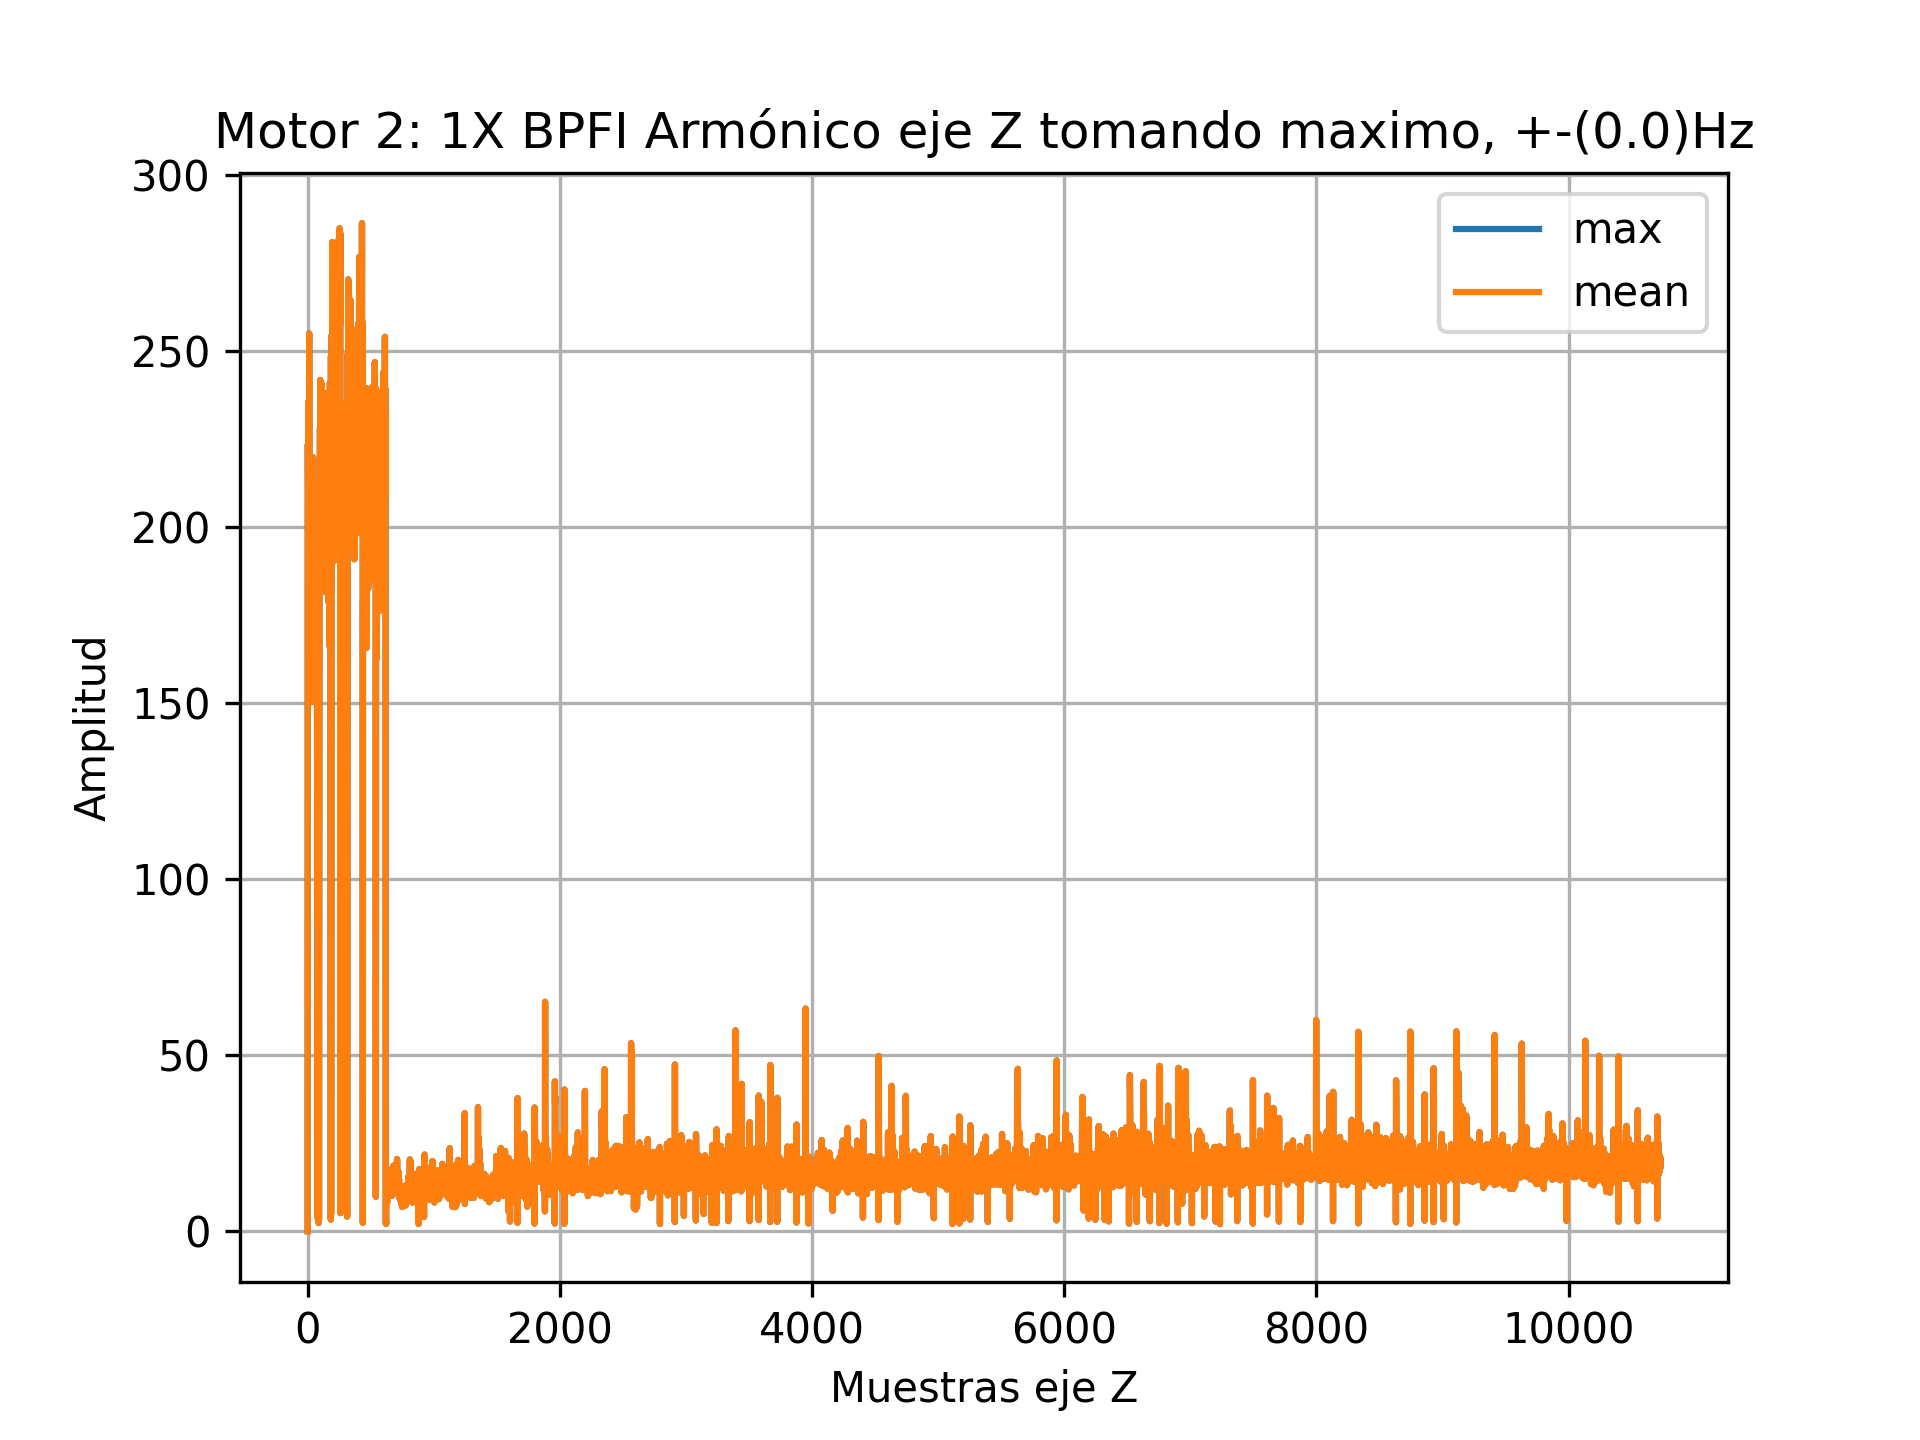 Motor 2: 1X BPFI Armónico eje Z tomando maximo, +-(0.0)Hz
300
250
200
150
100
50
0
Amplitud
max
mean
0 2000 4000 6000 8000 10000
Muestras eje Z